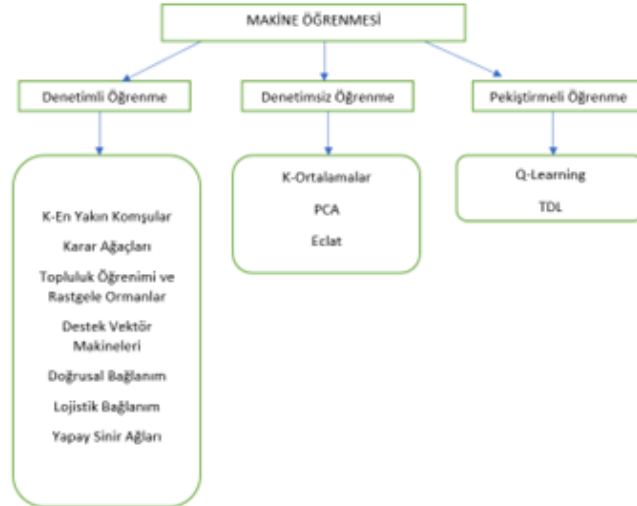 MAKİNE ÖĞRENMESİ
Denetimli Öğrenme
Denetimsiz Öğrenme
Pekiştirmeli Öğrenme
K-En Yakın Komşular
Karar Ağaçları
Topluluk Öğrenimi ve
Rastgele Ormanlar
Destek Vektör
Makineleri
Doğrusal Bağlanım
Lojistik Bağlanım
Yapay Sinir Ağları
K-Ortalamalar
PCA
Eclat
Q-Learning
TDL